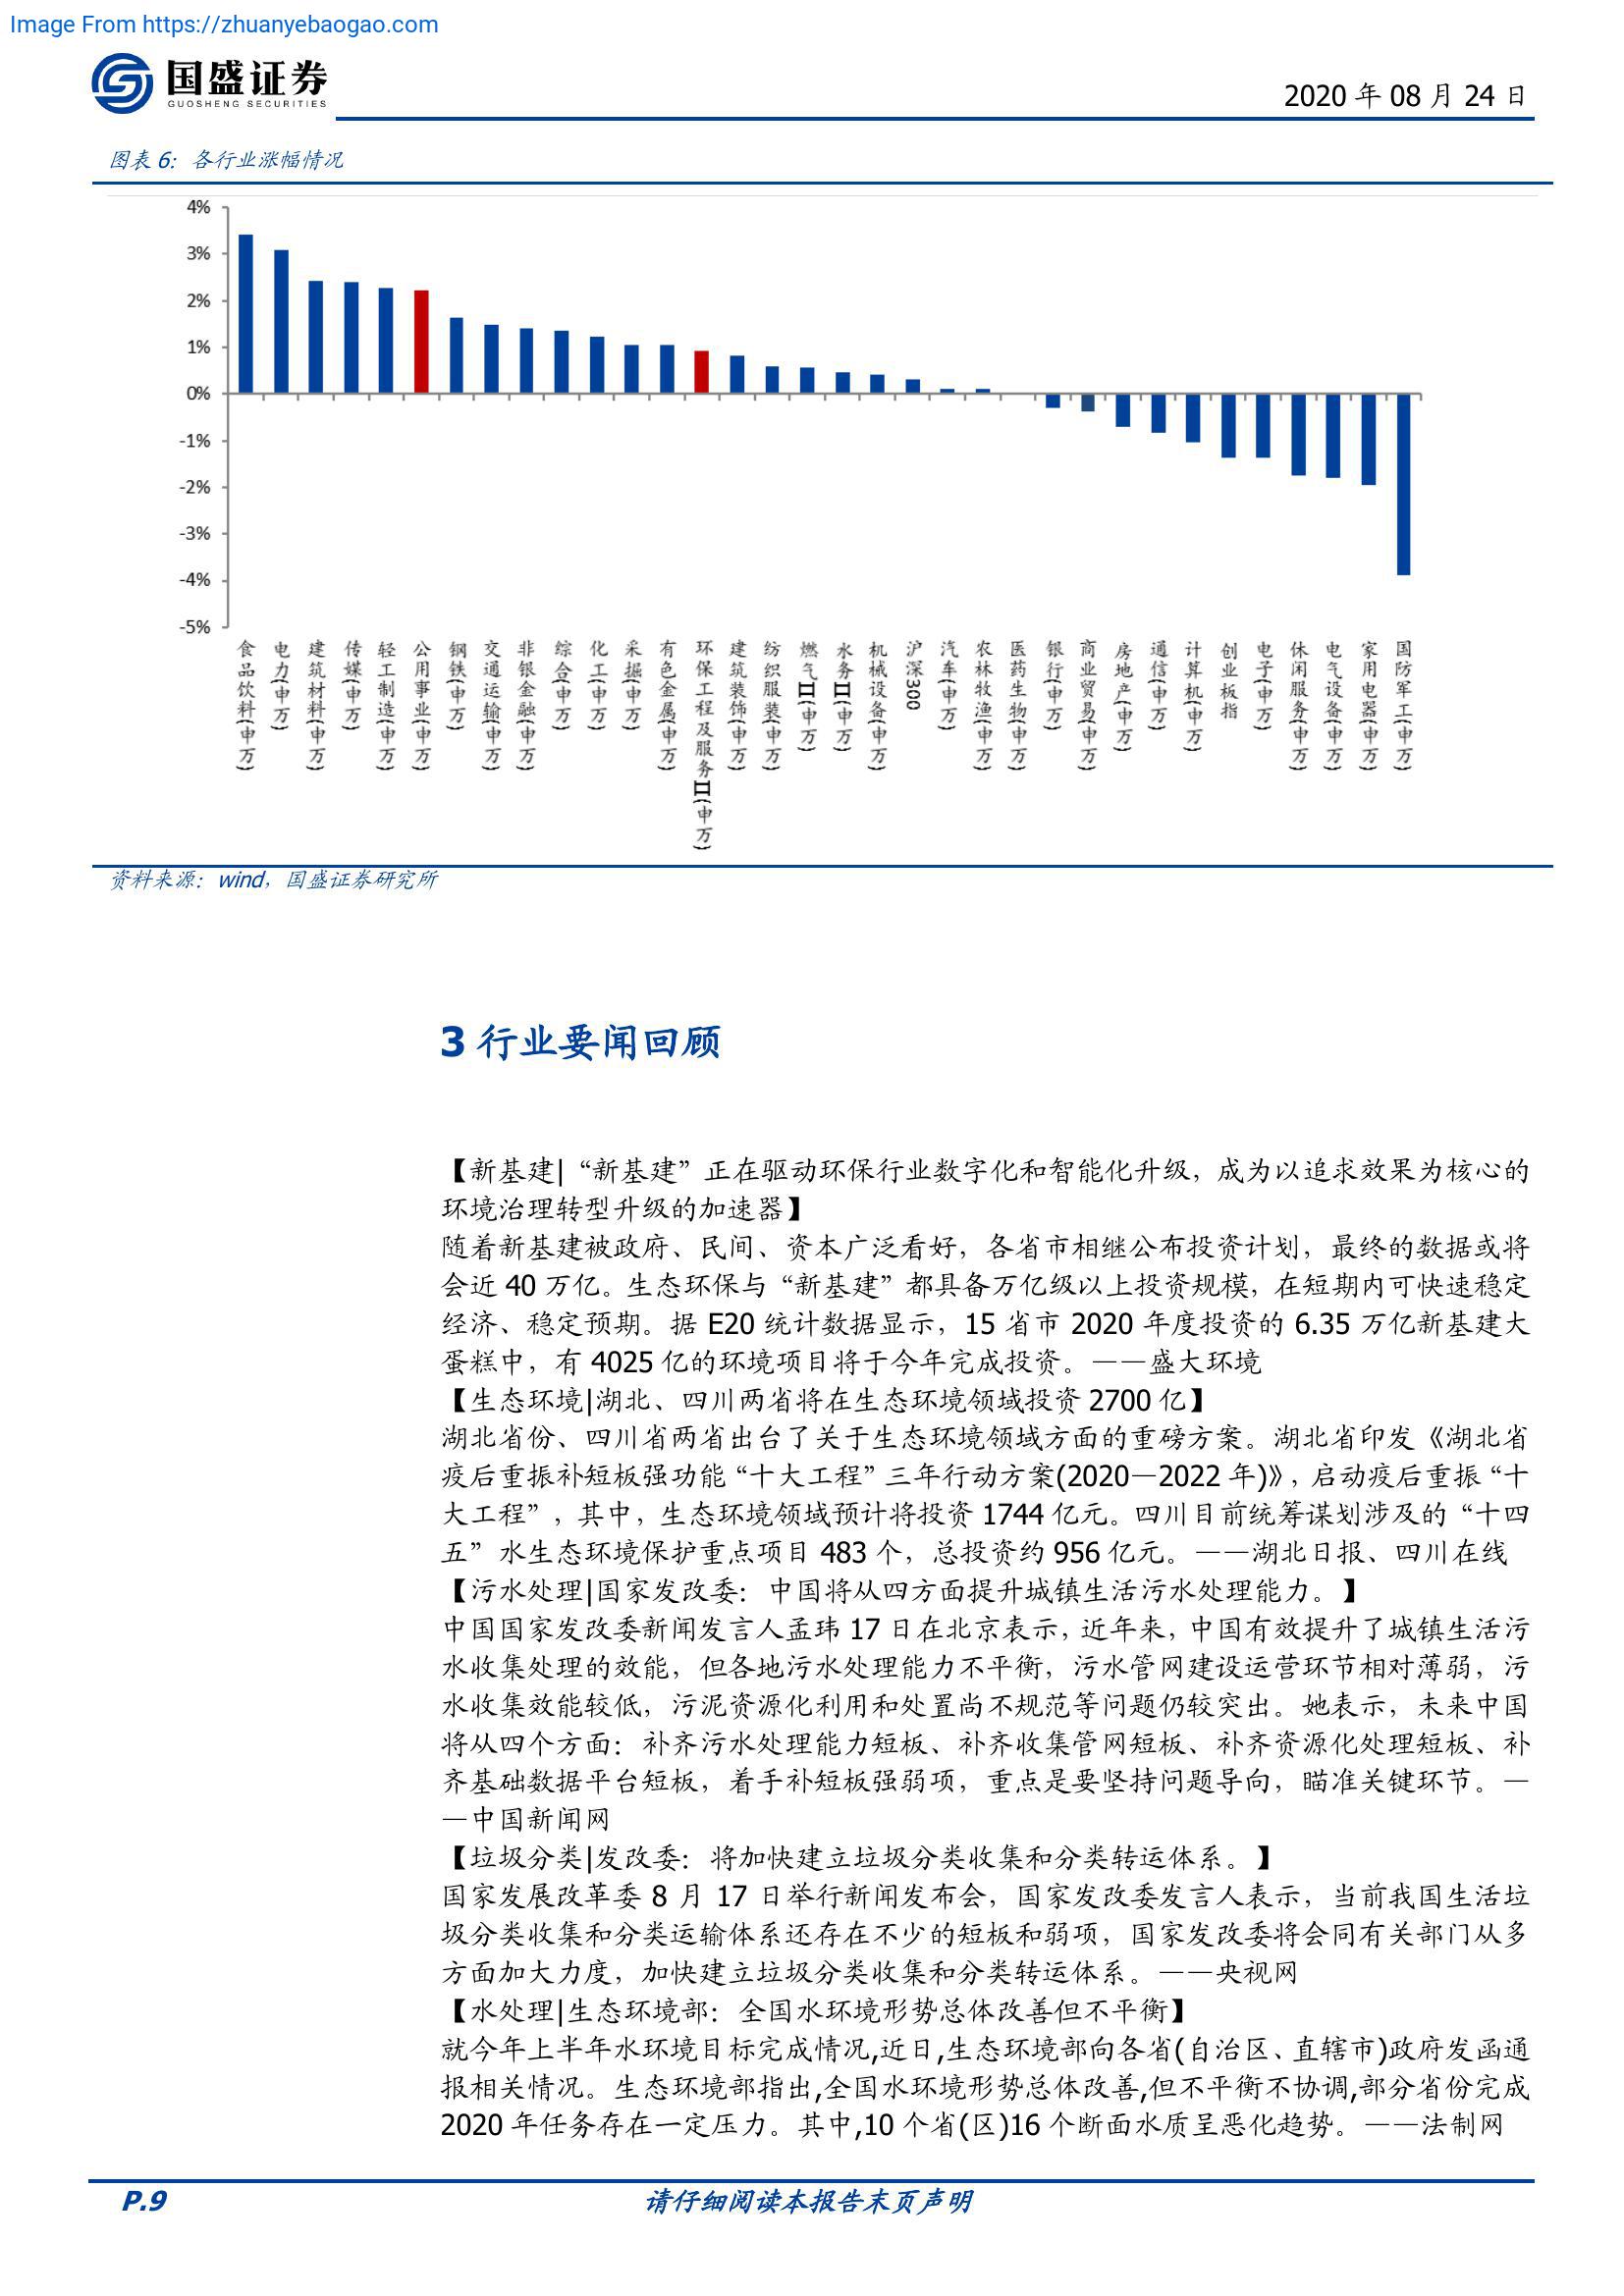 Image From https://zhuanyebaogao.com
国盛证券
GUOSHENG SECURITIES
2020 年 08 月 24 日
图表 6：各行业涨幅情况
4%
3%
2%
1%
0%
-1%
-2%
-3%
-4%
-5%
食品饮料(申万)
电力(申万)
建筑材料(申万)
传媒(申万)
轻工制造(申万)
公用事业(申万)
钢铁(申万)
交通运输(申万)
非银金融(申万)
综合(申万)
化工(申万)
采掘(申万)
有色金属(申万)
环保工程及服务Ⅱ(申万)
建筑装饰(申万)
纺织服装(申万)
燃气Ⅱ(申万)
水务Ⅱ(申万)
机械设备(申万)
沪深300
汽车(申万)
农林牧渔(申万)
医药生物(申万)
银行(申万)
商业贸易(申万)
房地产(申万)
通信(申万)
计算机(申万)
创业板指
电子(申万)
休闲服务(申万)
电气设备(申万)
家用电器(申万)
国防军工(申万)
资料来源：wind，国盛证券研究所
3 行业要闻回顾
【新基建|“新基建”正在驱动环保行业数字化和智能化升级，成为以追求效果为核心的
环境治理转型升级的加速器】
随着新基建被政府、民间、资本广泛看好，各省市相继公布投资计划，最终的数据或将
会近 40 万亿。生态环保与“新基建”都具备万亿级以上投资规模，在短期内可快速稳定
经济、稳定预期。据 E20 统计数据显示，15 省市 2020 年度投资的 6.35 万亿新基建大
蛋糕中，有 4025 亿的环境项目将于今年完成投资。——盛大环境
【生态环境|湖北、四川两省将在生态环境领域投资 2700 亿】
湖北省份、四川省两省出台了关于生态环境领域方面的重磅方案。湖北省印发《湖北省
疫后重振补短板强功能“十大工程”三年行动方案(2020—2022 年)》，启动疫后重振“十
大工程”，其中，生态环境领域预计将投资 1744 亿元。四川目前统筹谋划涉及的“十四
五”水生态环境保护重点项目 483 个，总投资约 956 亿元。——湖北日报、四川在线
【污水处理|国家发改委：中国将从四方面提升城镇生活污水处理能力。】
中国国家发改委新闻发言人孟玮 17 日在北京表示，近年来，中国有效提升了城镇生活污
水收集处理的效能，但各地污水处理能力不平衡，污水管网建设运营环节相对薄弱，污
水收集效能较低，污泥资源化利用和处置尚不规范等问题仍较突出。她表示，未来中国
将从四个方面：补齐污水处理能力短板、补齐收集管网短板、补齐资源化处理短板、补
齐基础数据平台短板，着手补短板强弱项，重点是要坚持问题导向，瞄准关键环节。—
—中国新闻网
【垃圾分类|发改委：将加快建立垃圾分类收集和分类转运体系。】
国家发展改革委 8 月 17 日举行新闻发布会，国家发改委发言人表示，当前我国生活垃
圾分类收集和分类运输体系还存在不少的短板和弱项，国家发改委将会同有关部门从多
方面加大力度，加快建立垃圾分类收集和分类转运体系。——央视网
【水处理|生态环境部：全国水环境形势总体改善但不平衡】
就今年上半年水环境目标完成情况,近日,生态环境部向各省(自治区、直辖市)政府发函通
报相关情况。生态环境部指出,全国水环境形势总体改善,但不平衡不协调,部分省份完成
2020 年任务存在一定压力。其中,10 个省(区)16 个断面水质呈恶化趋势。——法制网
P.9
请仔细阅读本报告末页声明